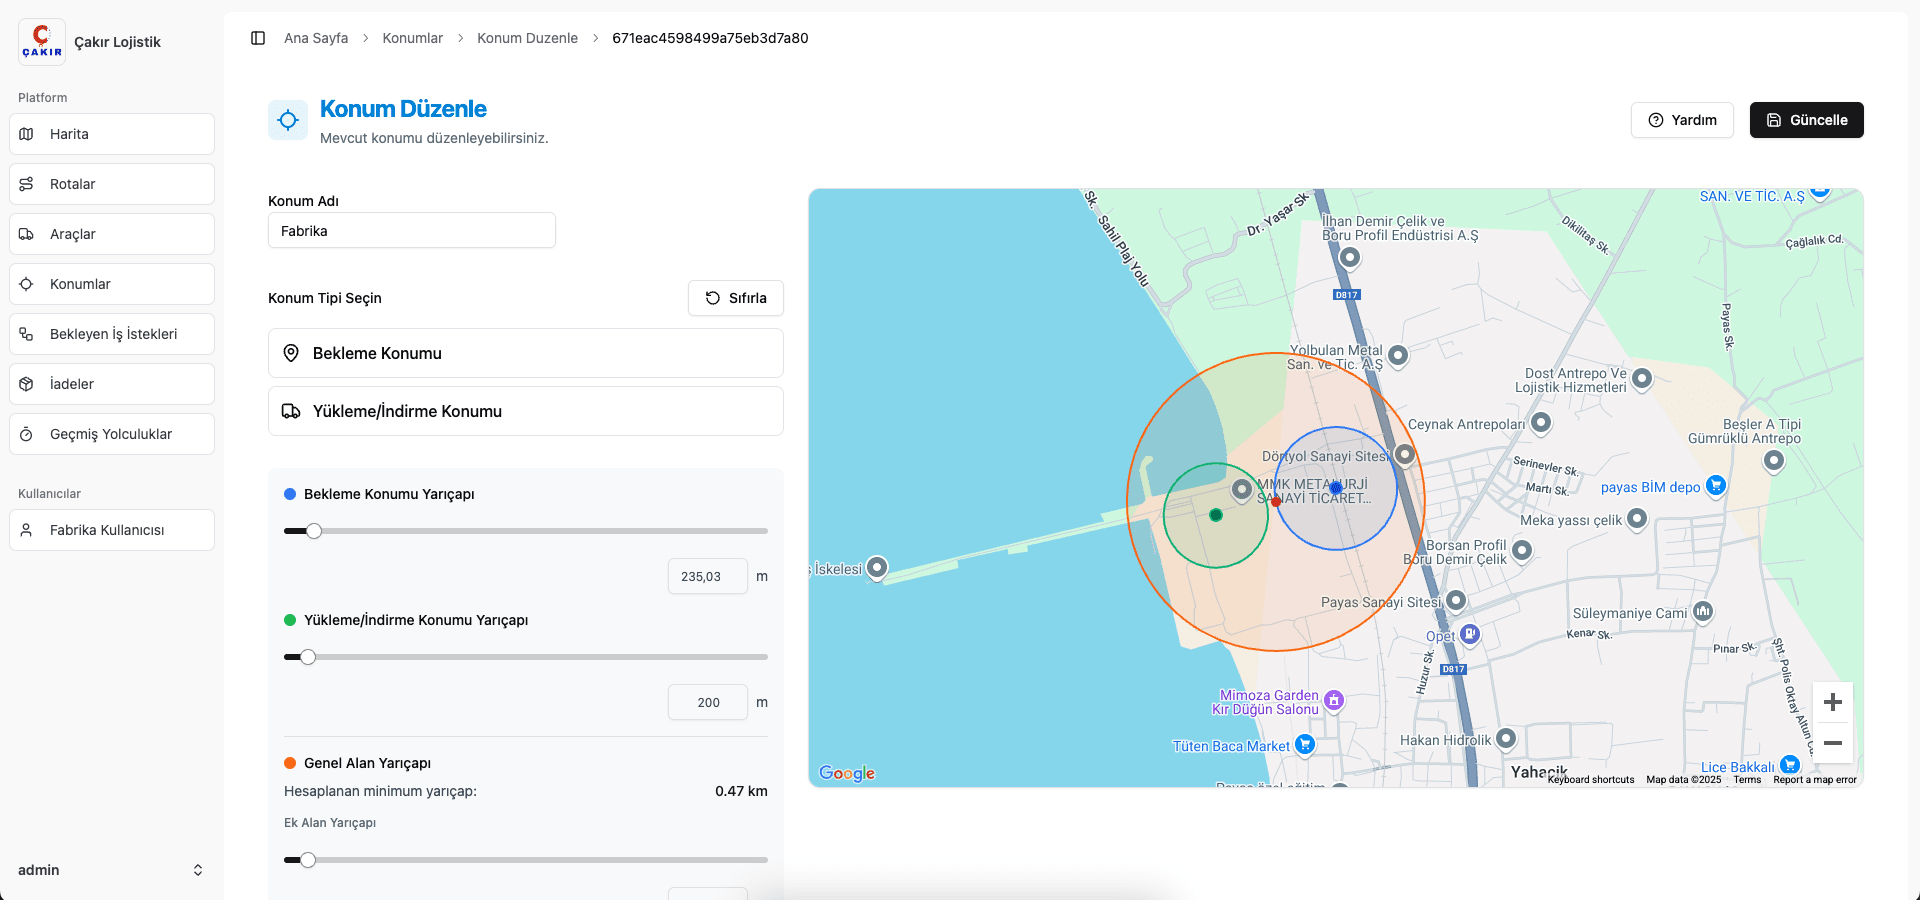 ÇAKIR
Çakır Lojistik
Platform
Harita
Rotalar
Araçlar
Konumlar
Bekleyen İş İstekleri
İadeler
Geçmiş Yolculuklar
Kullanıcılar
Fabrika Kullanıcısı
admin
Ana Sayfa
Konumlar
Konum Duzenle
671eac4598499a75eb3d7a80
Konum Düzenle
Mevcut konumu düzenleyebilirsiniz.
Yardım
Güncelle
Konum Adı
Fabrika
Konum Tipi Seçin
Sıfırla
Bekleme Konumu
Yükleme/İndirme Konumu
Bekleme Konumu Yarıçapı
235,03 m
Yükleme/İndirme Konumu Yarıçapı
200 m
Genel Alan Yarıçapı
Hesaplanan minimum yarıçap: 0.47 km
Ek Alan Yarıçapı
Sk.
Sahil Plaj Yolu
Dr. Yaşar Sk.
SAN. VE TİC. A.Ş
İlhan Demir Çelik ve
Boru Profil Endüstrisi A.Ş
Dikilitaş Sk.
Çağlalık Cd.
D817
Payas Sk.
Yolbulan Metal
San. ve Tic. A.Ş
Dost Antrepo Ve
Lojistik Hizmetleri
Ceynak Antrepoları
Beşler A Tipi
Gümrüklü Antrepo
Dörtyol Sanayi Sitesi
Serinevler Sk.
MMK METALURJİ
SANAYİ TİCARET...
Martı Sk.
payas BİM depo
Meka yassı çelik
Borsan Profil
Boru Demir Çelik
ş İskelesi
Payas Sanayi Sitesi
Süleymaniye Cami
Opet
Kenar Sk.
Pınar Sk.
Huzur Sk.
D817
Şht. Polis Oktay Altun Cd.
Mimoza Garden
Kır Düğün Salonu
Tüten Baca Market
Hakan Hidrolik
Lice Bakkalı
Yahacik
Payas özel eğitim
Google
Keyboard shortcuts
Map data ©2025
Terms
Report a map error